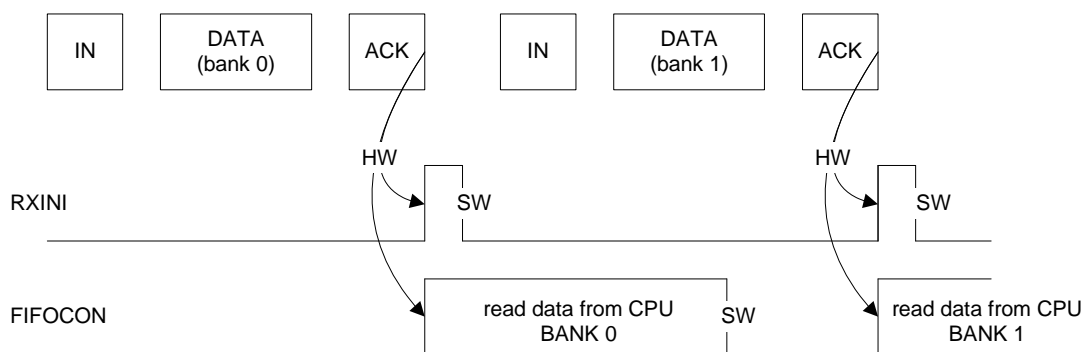 IN
DATA
(bank 0)
ACK
IN
DATA
(bank 1)
ACK
HW
HW
RXINI
SW
SW
FIFOCON
read data from CPU
BANK 0
SW
read data from CPU
BANK 1